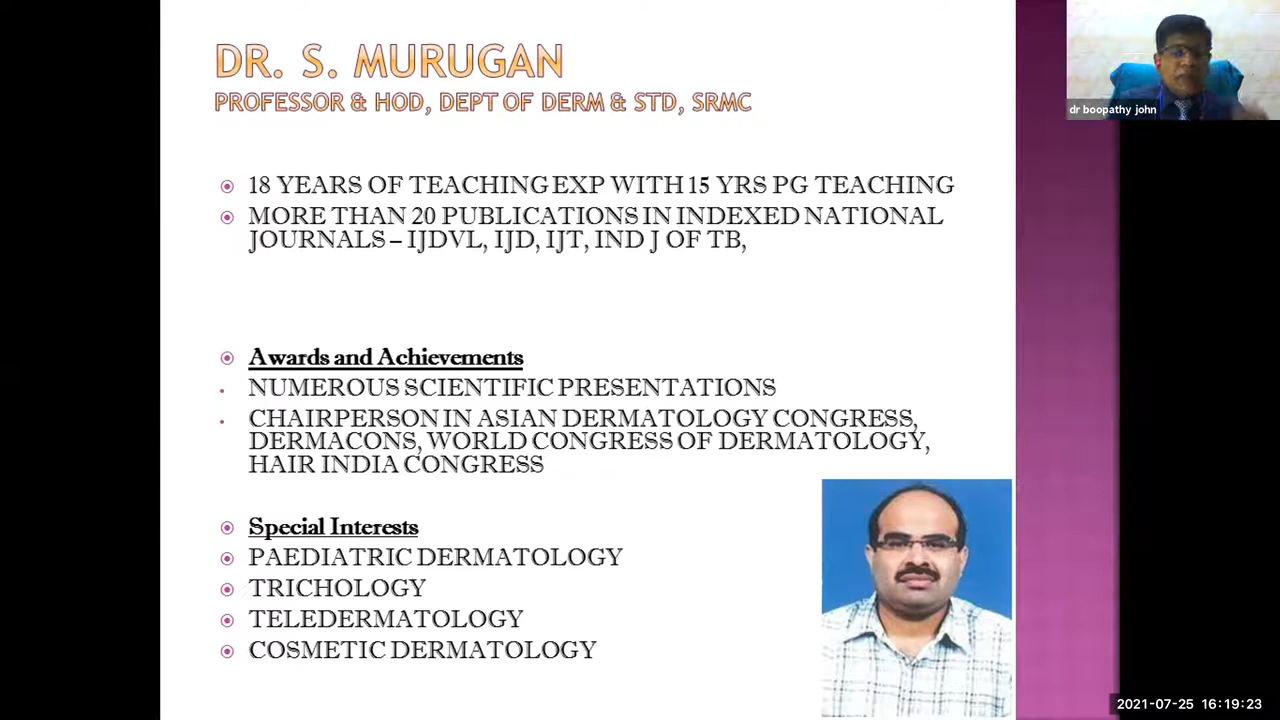 DR. S. MURUGAN
PROFESSOR & HOD, DEPT OF DERM & STD, SRMC
18 YEARS OF TEACHING EXP WITH 15 YRS PG TEACHING
MORE THAN 20 PUBLICATIONS IN INDEXED NATIONAL
JOURNALS – IJDVL, IJD, IJT, IND J OF TB,
Awards and Achievements
NUMEROUS SCIENTIFIC PRESENTATIONS
CHAIRPERSON IN ASIAN DERMATOLOGY CONGRESS,
DERMACONS, WORLD CONGRESS OF DERMATOLOGY,
HAIR INDIA CONGRESS
Special Interests
PAEDIATRIC DERMATOLOGY
TRICHOLOGY
TELEDERMATOLOGY
COSMETIC DERMATOLOGY
dr boopathy john
2021-07-25 16:19:23